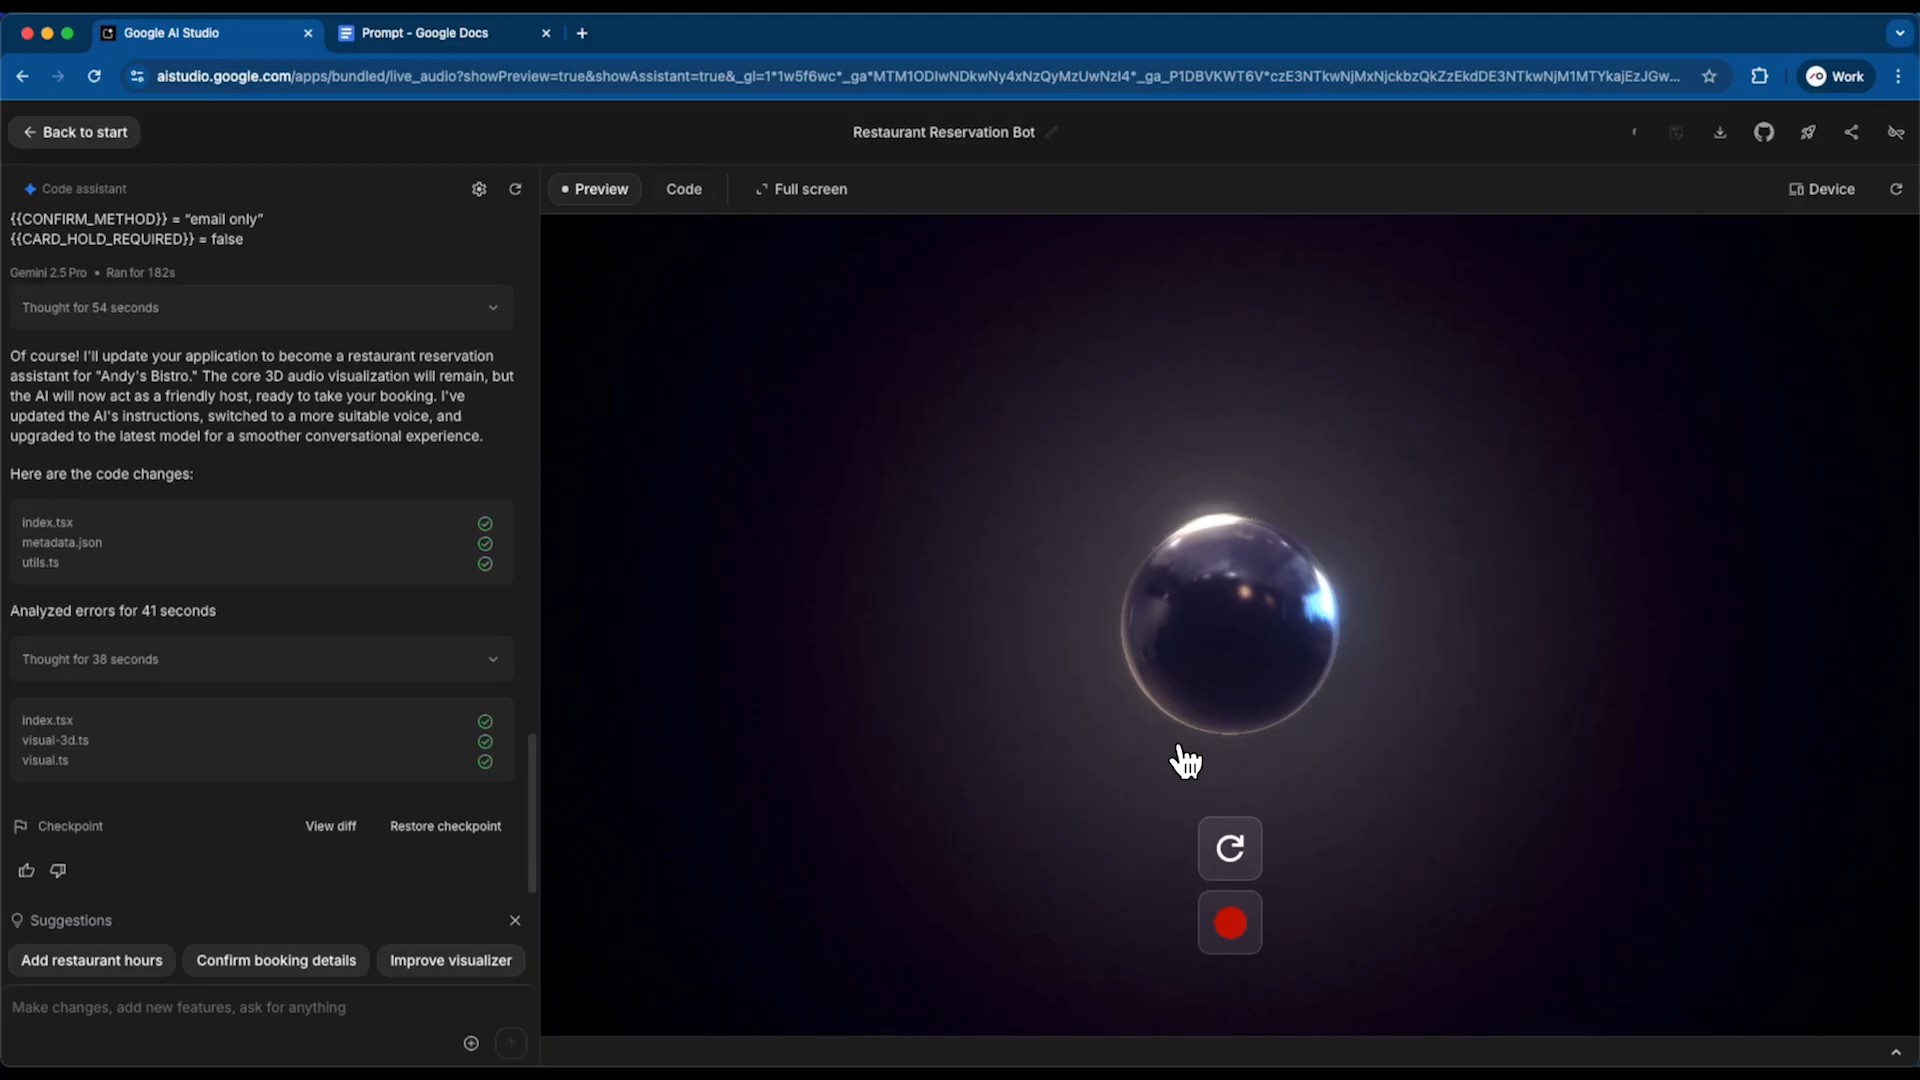 Google AI Studio
Prompt - Google Docs
aistudio.google.com/apps/bundled/live_audio?showPreview=true&showAssistant=true&_gl=1*1w5f6wc*_ga*MTM1ODIwNDkwNy4xNzQyMzUwNzI4*_ga_P1DBVKWT6V*czE3NTkwNjMxNjckbzQkZzEkdDE3NTkwNjM1MTYkajEzJGw...
Work
Back to start
Restaurant Reservation Bot
Code assistant
Preview
Code
Full screen
Device
{{CONFIRM_METHOD}} = “email only”
{{CARD_HOLD_REQUIRED}} = false
Gemini 2.5 Pro • Ran for 182s
Thought for 54 seconds
Of course! I'll update your application to become a restaurant reservation
assistant for "Andy's Bistro." The core 3D audio visualization will remain, but
the AI will now act as a friendly host, ready to take your booking. I've
updated the AI's instructions, switched to a more suitable voice, and
upgraded to the latest model for a smoother conversational experience.
Here are the code changes:
index.tsx
metadata.json
utils.ts
Analyzed errors for 41 seconds
Thought for 38 seconds
index.tsx
visual-3d.ts
visual.ts
Checkpoint
View diff
Restore checkpoint
Suggestions
Add restaurant hours
Confirm booking details
Improve visualizer
Make changes, add new features, ask for anything